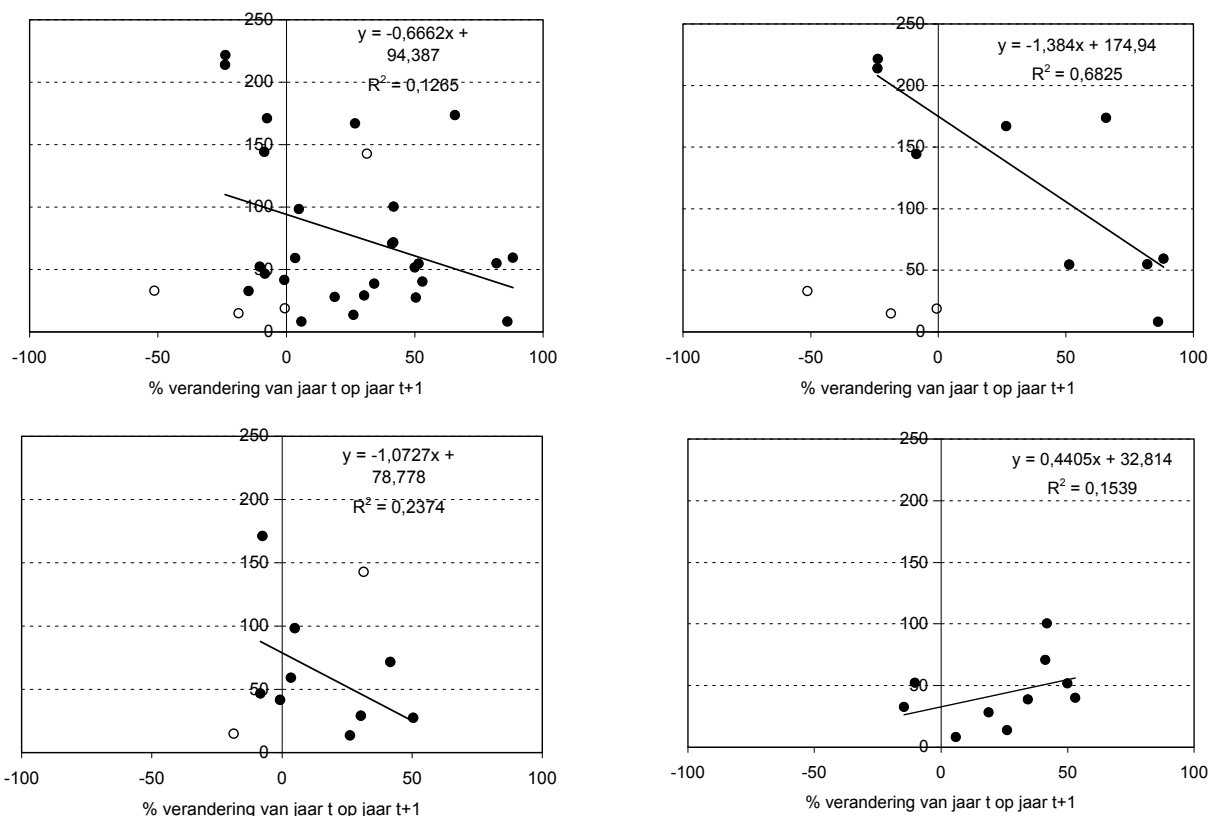 250
y = -0,6662x +
94,387
200
R² = 0,1265
150
100
50
0
-100 -50 0 50 100
% verandering van jaar t op jaar t+1
250
y = -1,384x + 174,94
R² = 0,6825
200
150
100
50
0
-100 -50 0 50 100
% verandering van jaar t op jaar t+1
250
y = -1,0727x +
78,778
200
R² = 0,2374
150
100
50
0
-100 -50 0 50 100
% verandering van jaar t op jaar t+1
250
y = 0,4405x + 32,814
R² = 0,1539
200
150
100
50
0
-100 -50 0 50 100
% verandering van jaar t op jaar t+1